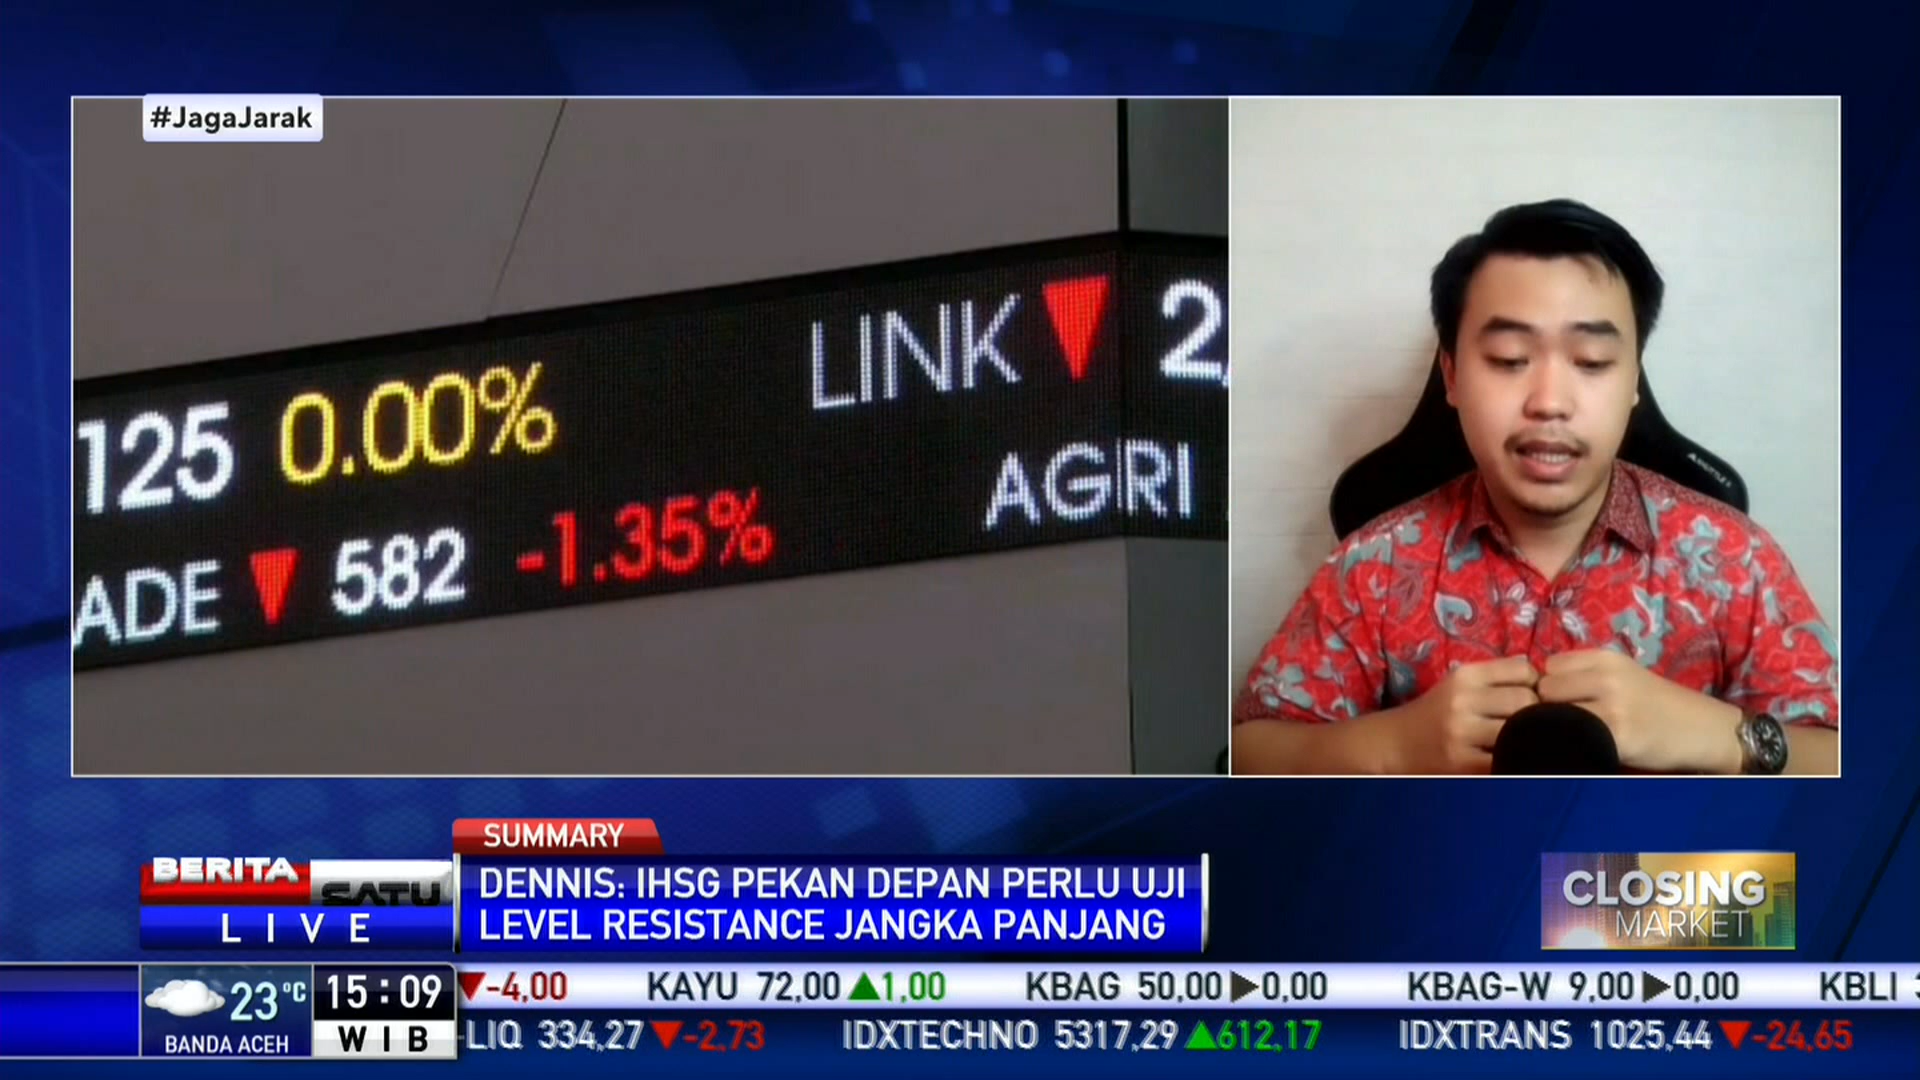 #JagaJarak
125 0.00% LINK ▼ 2,
ADE ▼ 582 -1.35% AGRI
SUMMARY
BERITA SATU
LIVE
DENNIS: IHSG PEKAN DEPAN PERLU UJI
LEVEL RESISTANCE JANGKA PANJANG
CLOSING
MARKET
23°C
BANDA ACEH
15:09
WIB
▼-4,00 KAYU 72,00 ▲1,00 KBAG 50,00 ▶0,00 KBAG-W 9,00 ▶0,00 KBLI
-LIQ 334,27 ▼-2,73 IDXTECHNO 5317,29 ▲612,17 IDXTRANS 1025,44 ▼-24,65